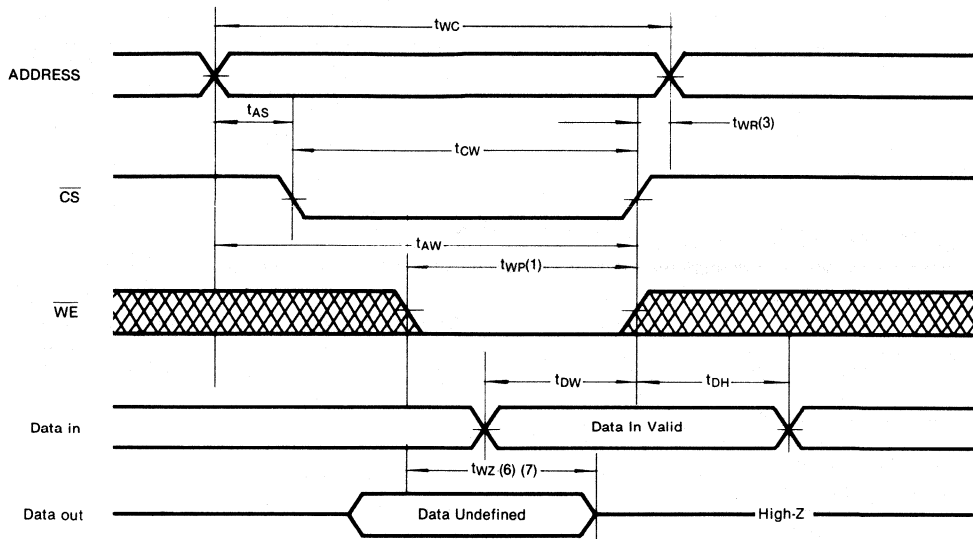 tWC
ADDRESS
tAS
tWR(3)
tCW
CS
tAW
tWP(1)
WE
tDW
tDH
Data in
Data In Valid
tWZ (6) (7)
Data out
Data Undefined
High-Z